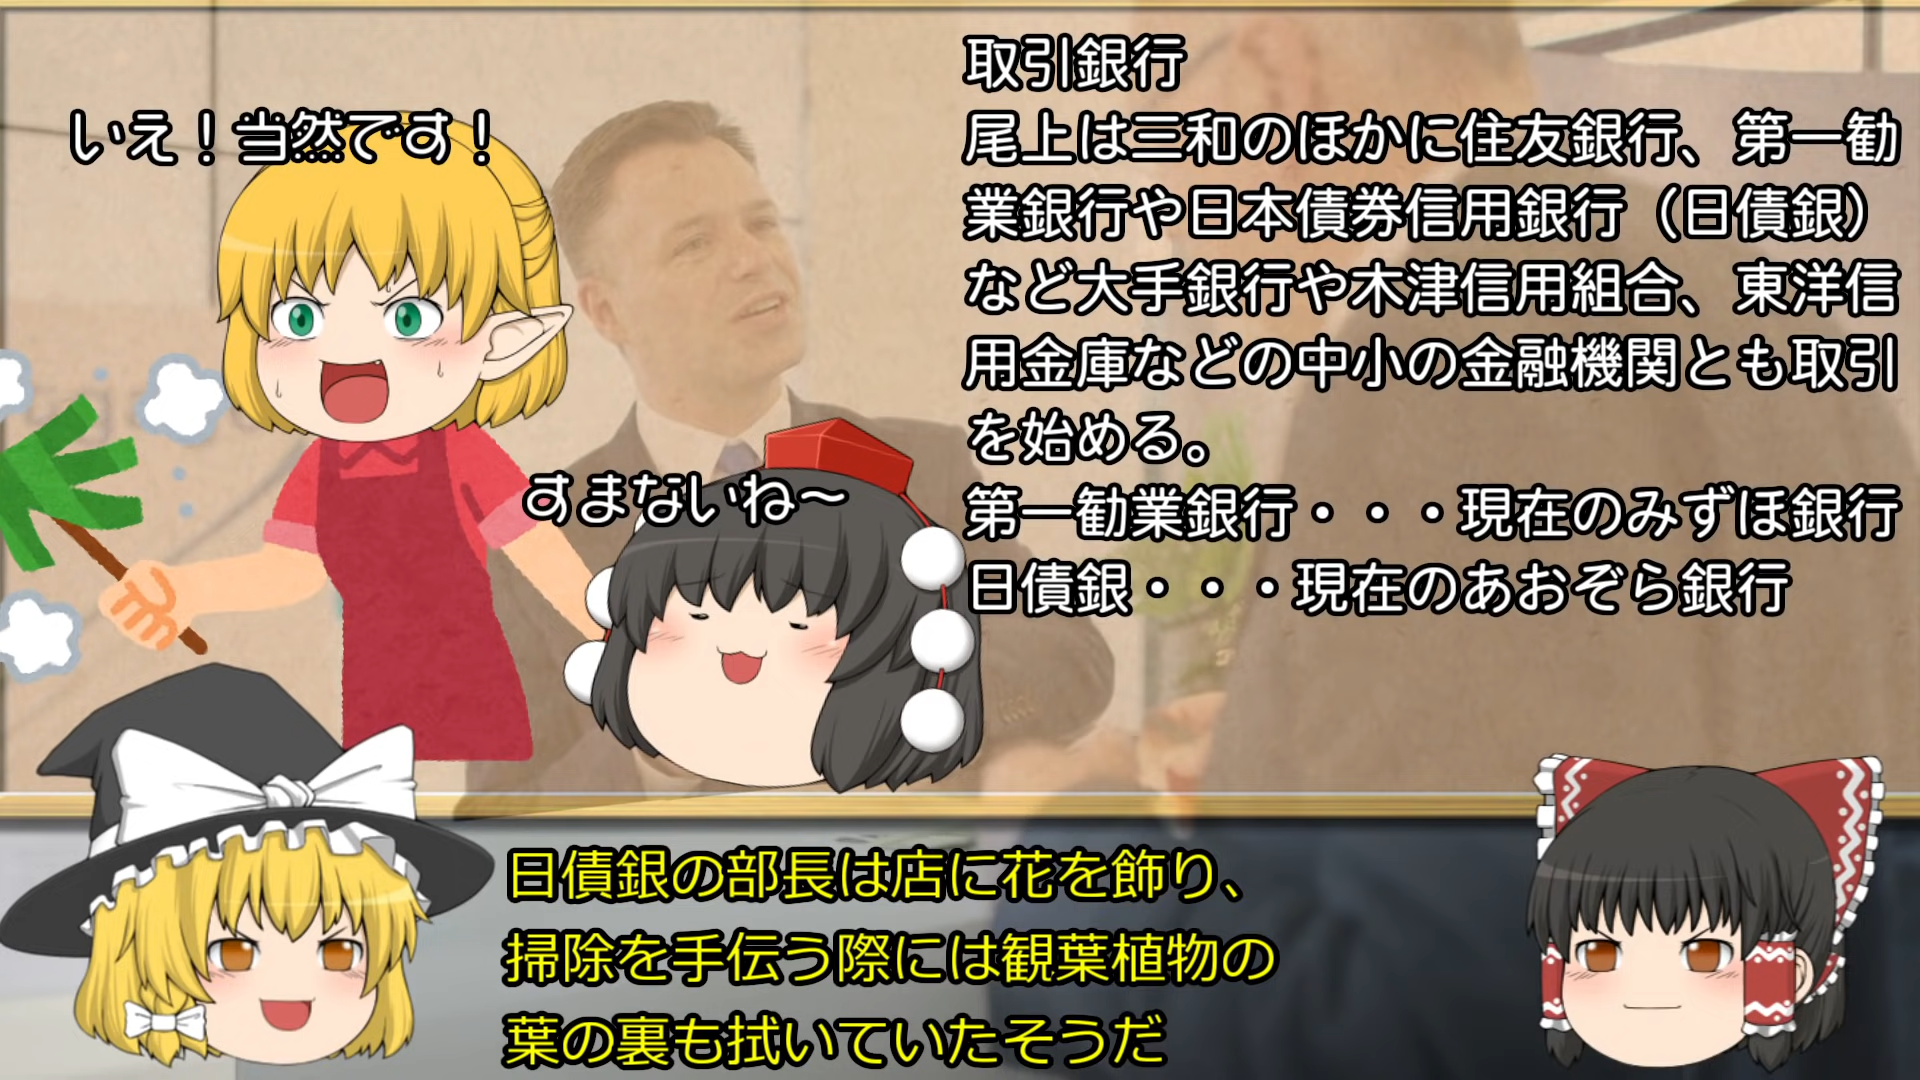 いえ！当然です！
すまないね～
取引銀行
尾上は三和のほかに住友銀行、第一勧
業銀行や日本債券信用銀行（日債銀）
など大手銀行や木津信用組合、東洋信
用金庫などの中小の金融機関とも取引
を始める。
第一勧業銀行・・・現在のみずほ銀行
日債銀・・・現在のあおぞら銀行
日債銀の部長は店に花を飾り、
掃除を手伝う際には観葉植物の
葉の裏も拭いていたそうだ